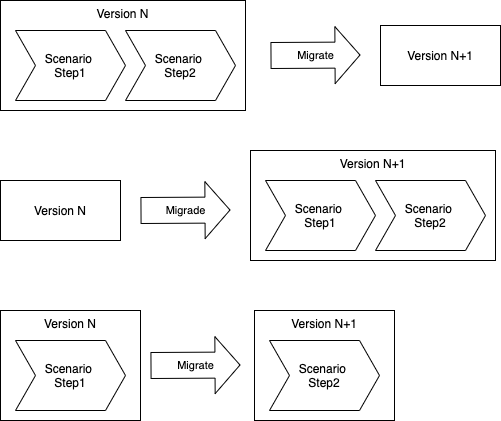 Version N
Scenario
Step1
Scenario
Step2
Migrate
Version N+1
Version N
Migrade
Version N+1
Scenario
Step1
Scenario
Step2
Version N
Scenario
Step1
Migrate
Version N+1
Scenario
Step2